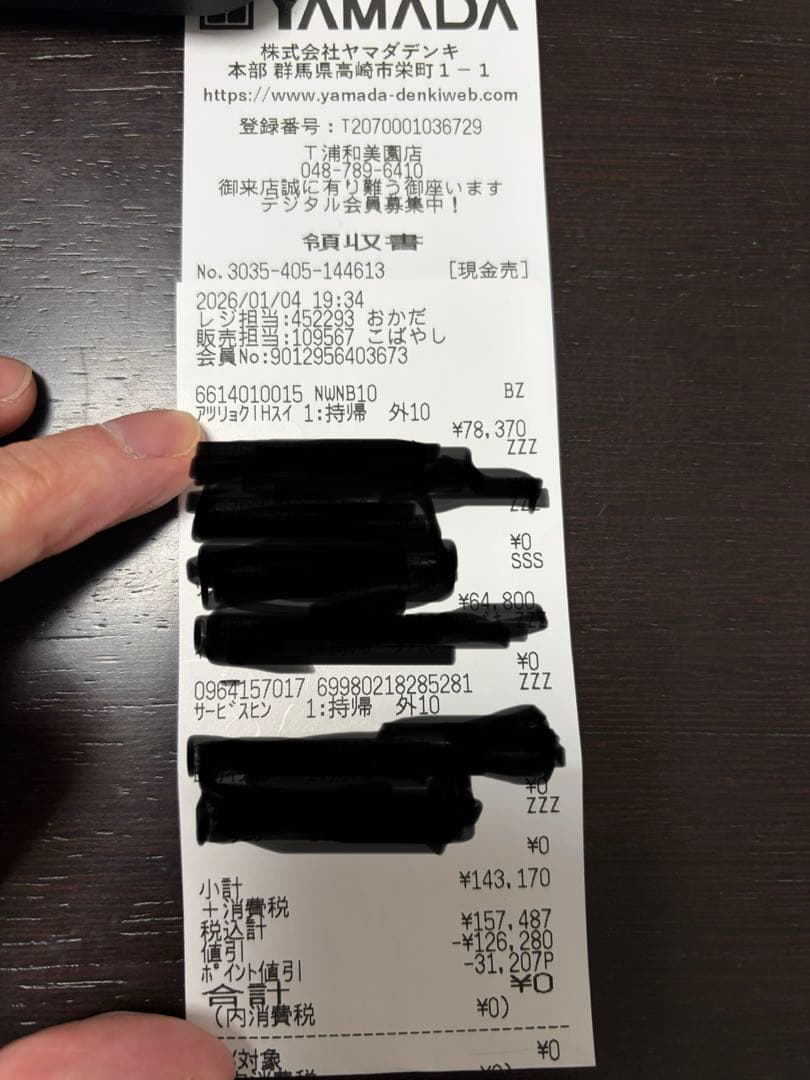 YAMADA
株式会社ヤマダデンキ
本部 群馬県高崎市栄町1-1
https://www.yamada-denkiweb.com
登録番号：T2070001036729
T浦和美園店
048-789-6410
御来店誠に有り難う御座います
デジタル会員募集中！
領収書
No.3035-405-144613 [現金売]
2026/01/04 19:34
レジ担当:452293 おかだ
販売担当:109567 こばやし
会員No:9012956403673
6614010015 NWNB10 BZ
ｱﾂﾘｮｸIHｽｲ 1:持帰 外10
¥78,370
ZZZ
ZZZ
¥0
SSS
¥64,800
ZZZ
¥0
0964157017 69980218285281 ZZZ
ｻｰﾋﾞｽﾋﾝ 1:持帰 外10
¥0
ZZZ
¥0
小計 ¥143,170
＋消費税
税込計 ¥157,487
値引 -¥126,280
ﾎﾟｲﾝﾄ値引 -31,207P
合計 ¥0
(内消費税 ¥0)
対象 ¥0